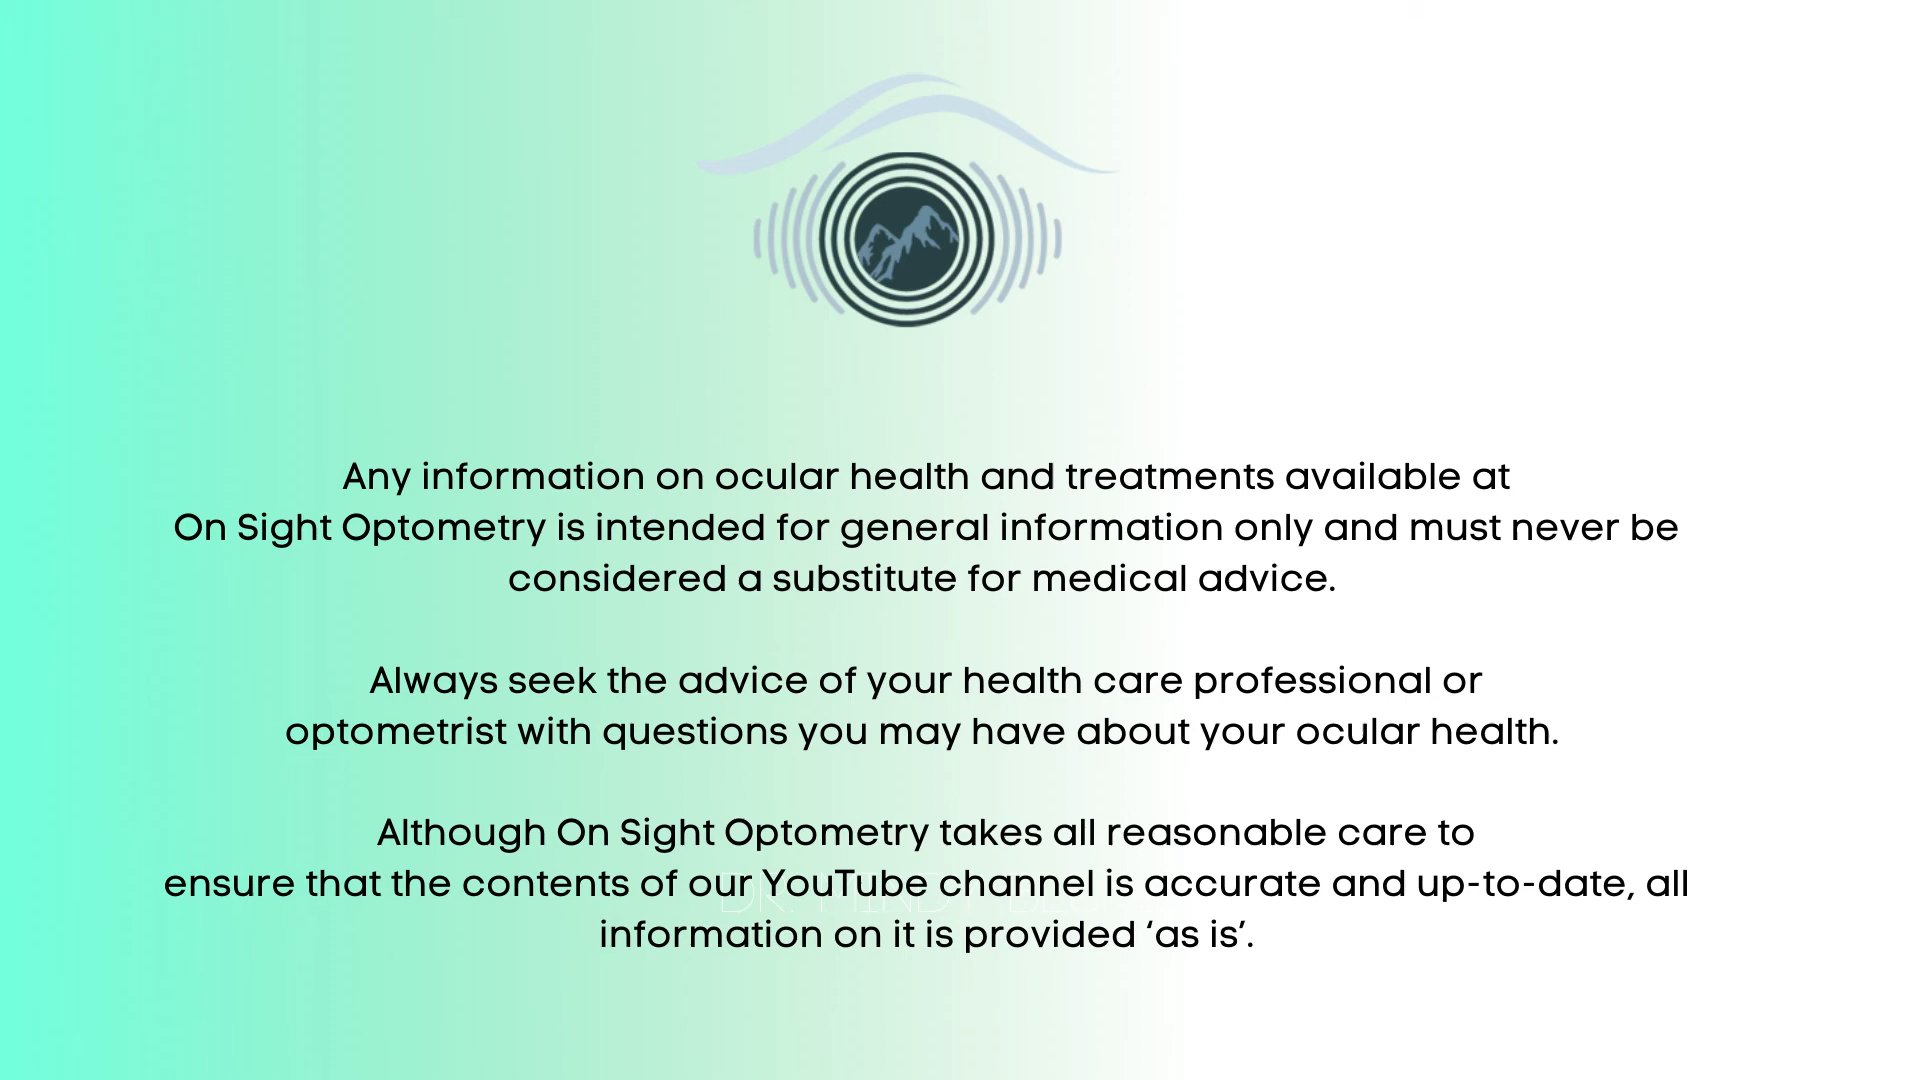 Any information on ocular health and treatments available at
On Sight Optometry is intended for general information only and must never be
considered a substitute for medical advice.
Always seek the advice of your health care professional or
optometrist with questions you may have about your ocular health.
Although On Sight Optometry takes all reasonable care to
ensure that the contents of our YouTube channel is accurate and up-to-date, all
information on it is provided ‘as is’.
DR.